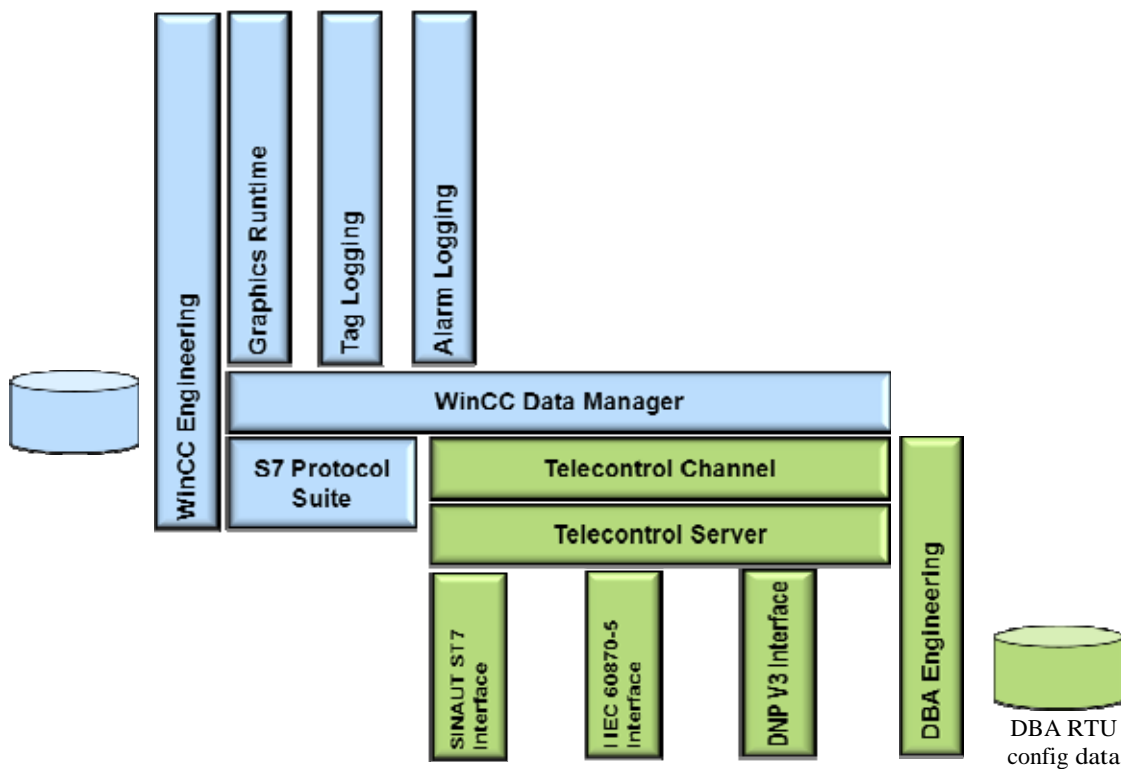 WinCC Engineering
Graphics Runtime
Tag Logging
Alarm Logging
WinCC Data Manager
S7 Protocol
Suite
Telecontrol Channel
Telecontrol Server
SINAUT ST7
Interface
IIEC 60870-5
Interface
DNP V3 Interface
DBA Engineering
DBA RTU
config data